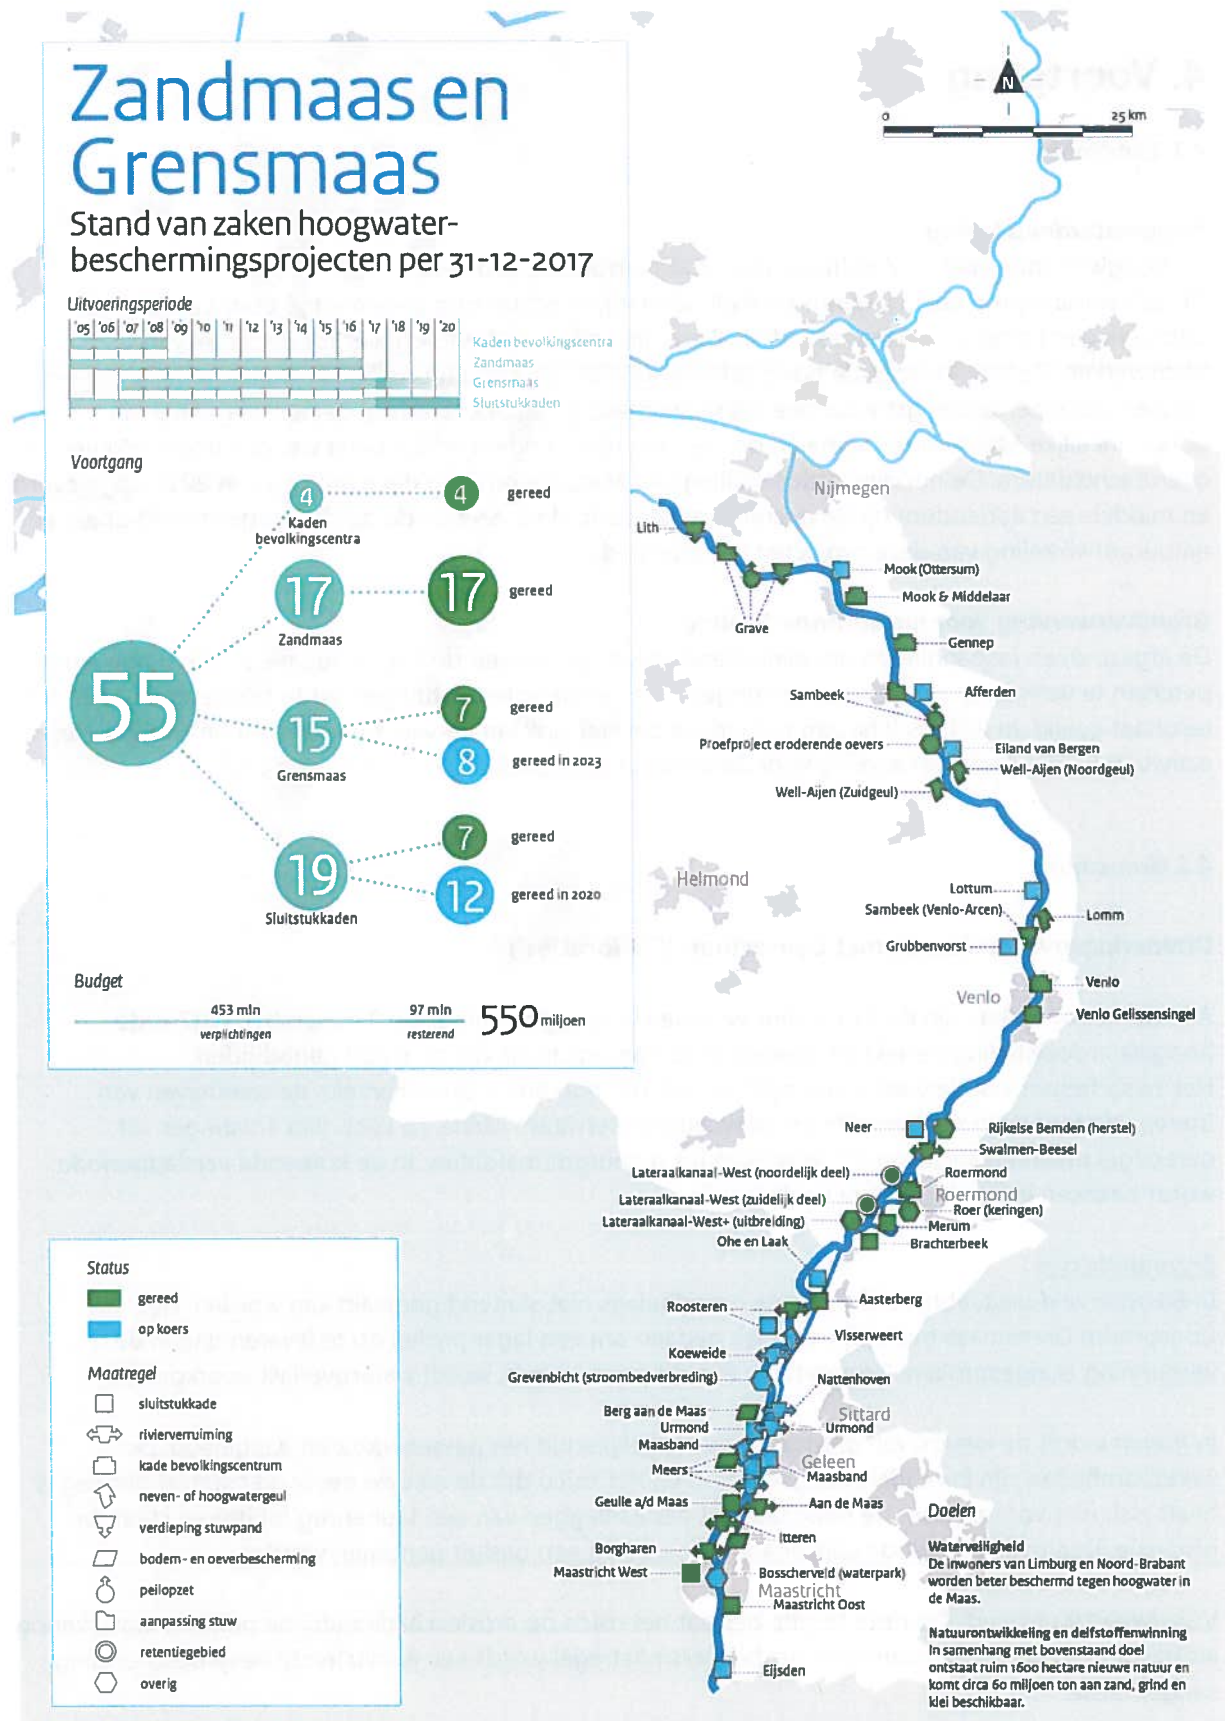 Zandmaas en
Grensmaas
Stand van zaken hoogwater-
beschermingsprojecten per 31-12-2017
Uitvoeringsperiode
'05 '06 '07 '08 '09 '10 '11 '12 '13 '14 '15 '16 '17 '18 '19 '20
Kaden bevolkingscentra
Zandmaas
Grensmaas
Sluitstukkaden
Voortgang
4
Kaden
bevolkingscentra
4
gereed
17
Zandmaas
17
gereed
55
15
Grensmaas
7
gereed
8
gereed in 2023
19
Sluitstukkaden
7
gereed
12
gereed in 2020
Budget
453 mln
verplichtingen
97 mln
resterend
550 miljoen
Status
gereed
op koers
Maatregel
sluitstukkade
rivierverruiming
kade bevolkingscentrum
neven- of hoogwatergeul
verdieping stuwpand
bodem- en oeverbescherming
peilopzet
aanpassing stuw
retentiegebied
overig
N
0
25 km
Nijmegen
Lith
Grave
Mook (Ottersum)
Mook & Middelaar
Gennep
Sambeek
Afferden
Proefproject eroderende oevers
Eiland van Bergen
Well-Aijen (Noordgeul)
Well-Aijen (Zuidgeul)
Helmond
Lottum
Sambeek (Venlo-Arcen)
Lomm
Grubbenvorst
Venlo
Venlo
Venlo Gelissensingel
Neer
Rijkelse Bemden (herstel)
Swalmen-Beesel
Lateraalkanaal-West (noordelijk deel)
Roermond
Roermond
Lateraalkanaal-West (zuidelijk deel)
Roer (keringen)
Lateraalkanaal-West+ (uitbreiding)
Merum
Ohe en Laak
Brachterbeek
Aasterberg
Roosteren
Visserweert
Koeweide
Grevenbicht (stroombedverbreding)
Nattenhoven
Berg aan de Maas
Sittard
Urmond
Urmond
Maasband
Geleen
Meers
Maasband
Geulle a/d Maas
Aan de Maas
Itteren
Borgharen
Maastricht West
Bosscherveld (waterpark)
Maastricht
Maastricht Oost
Eijsden
Doelen
Waterveiligheid
De inwoners van Limburg en Noord-Brabant
worden beter beschermd tegen hoogwater in
de Maas.
Natuurontwikkeling en delfstoffenwinning
In samenhang met bovenstaand doel
ontstaat ruim 1600 hectare nieuwe natuur en
komt circa 60 miljoen ton aan zand, grind en
klei beschikbaar.